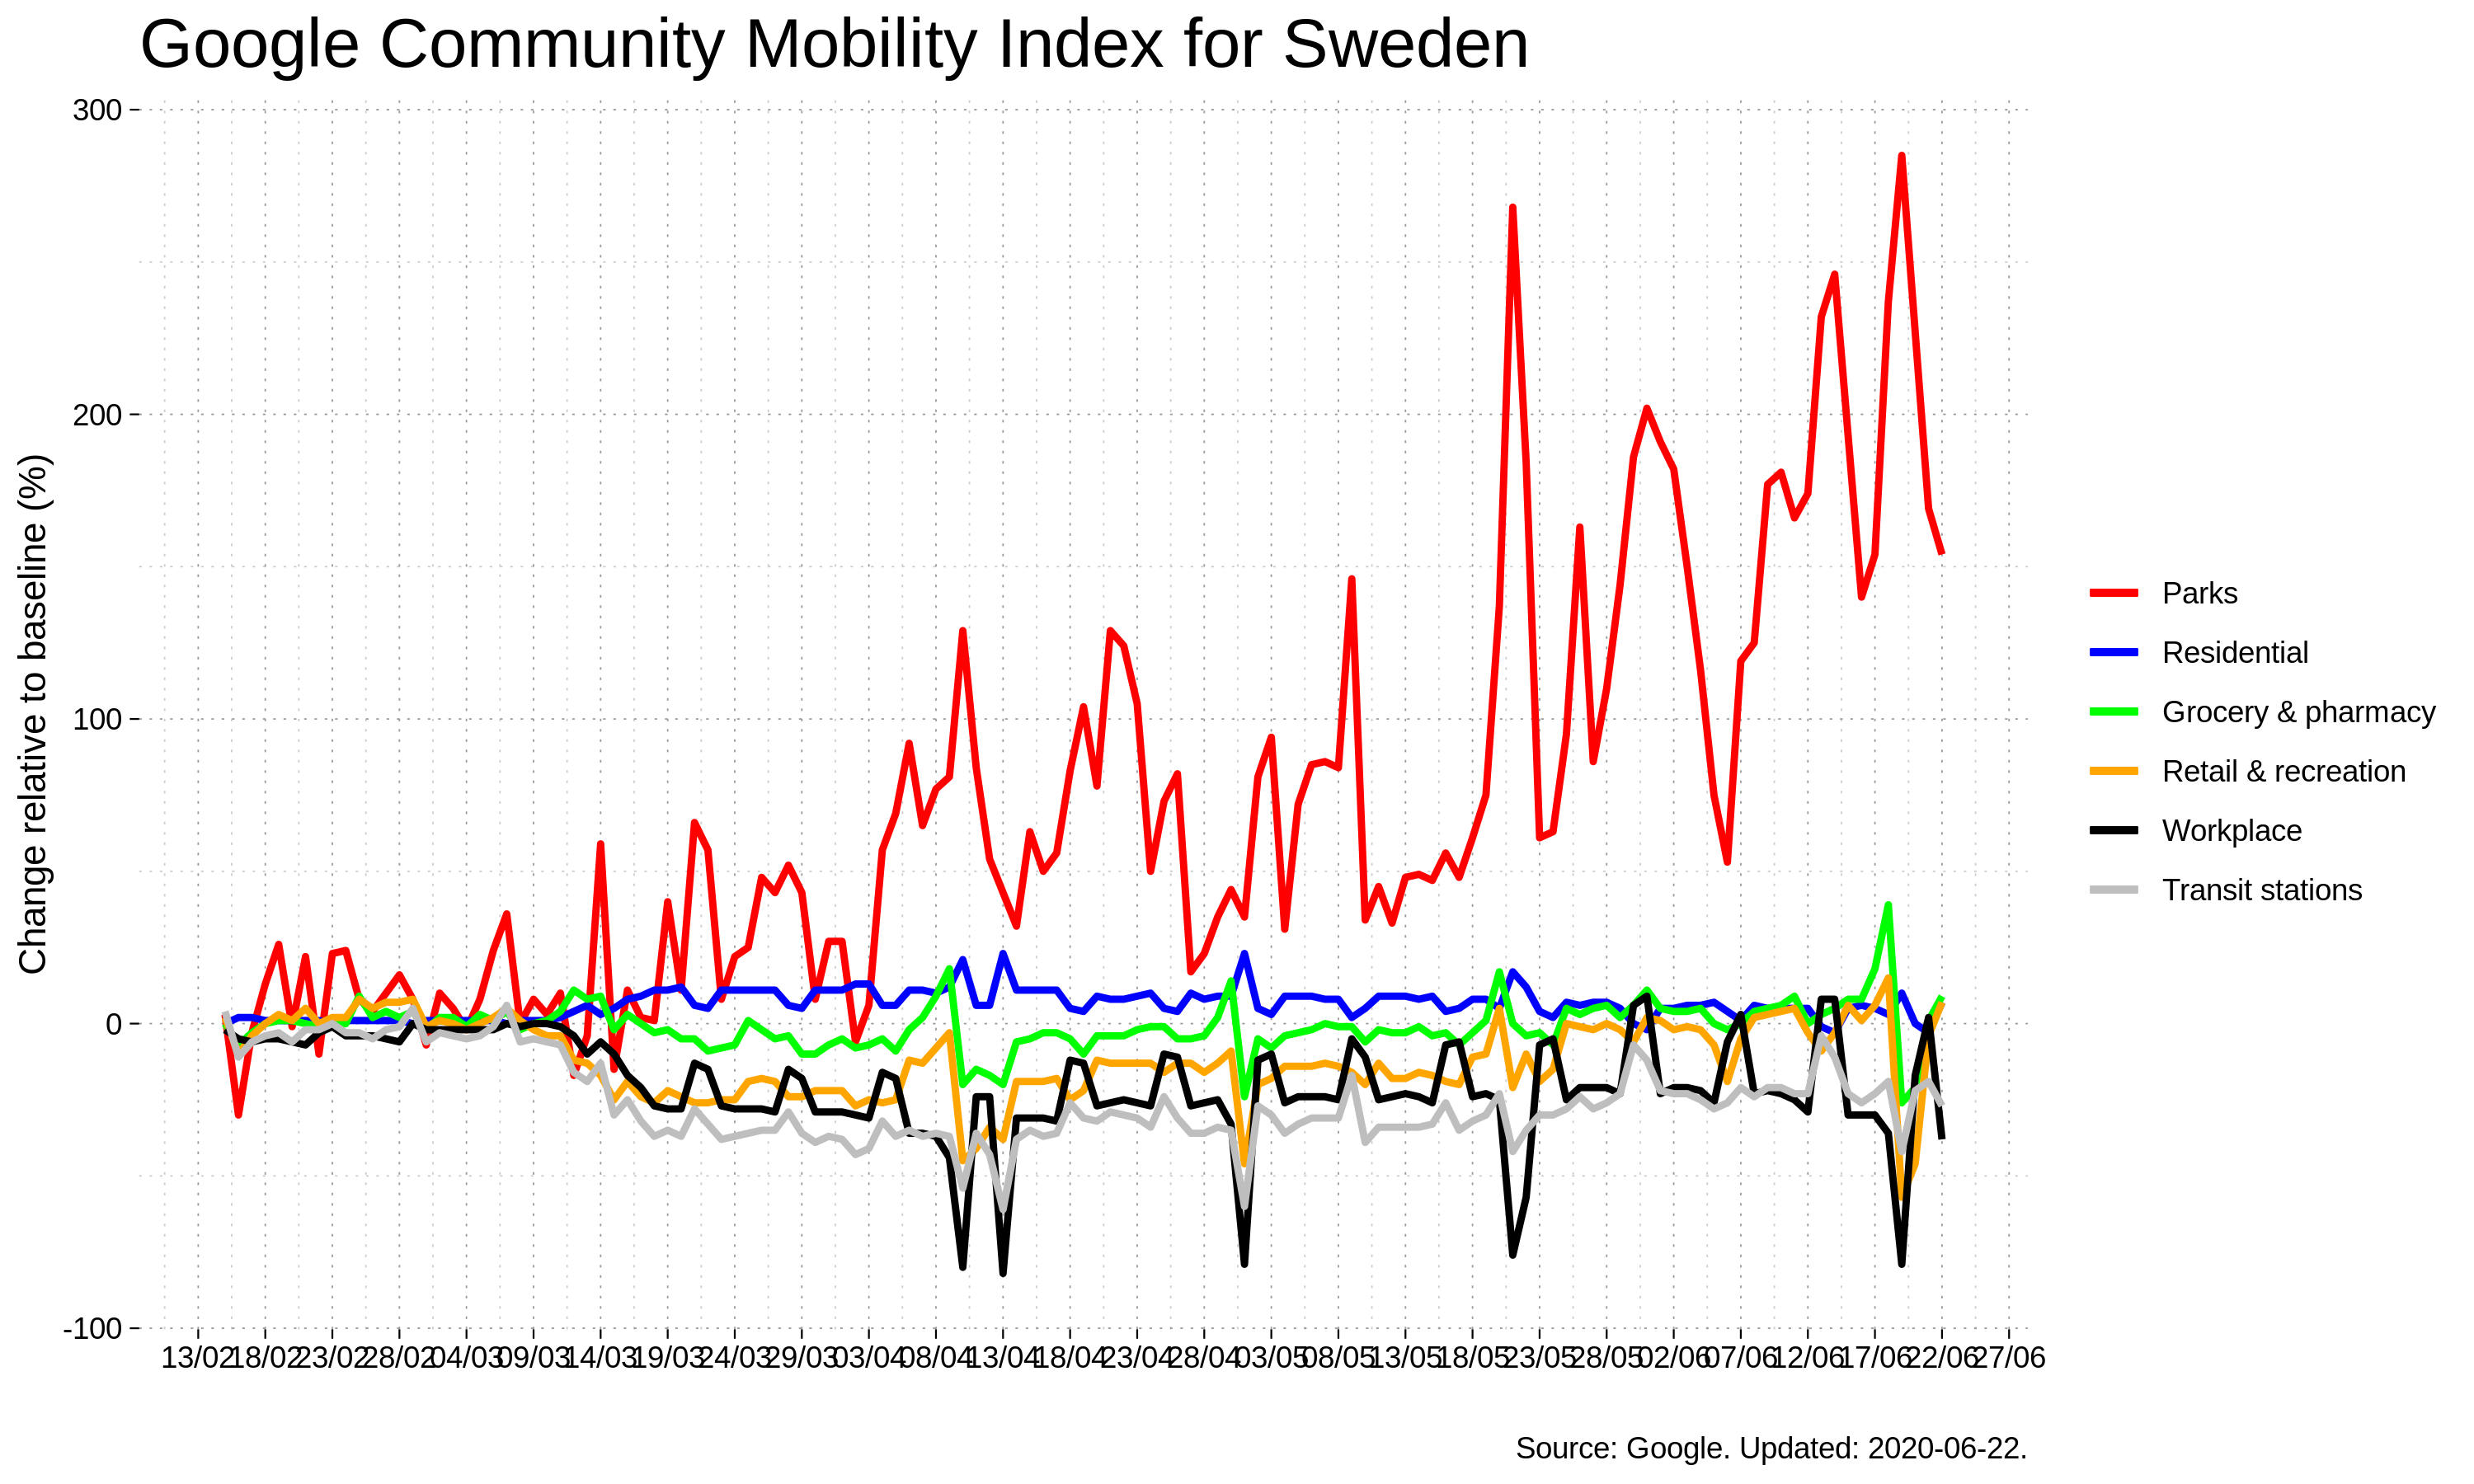 Google Community Mobility Index for Sweden
300
200
100
0
-100
Change relative to baseline (%)
13/02 18/02 23/02 28/02 04/03 09/03 14/03 19/03 24/03 29/03 03/04 08/04 13/04 18/04 23/04 28/04 03/05 08/05 13/05 18/05 23/05 28/05 02/06 07/06 12/06 17/06 22/06 27/06
Parks
Residential
Grocery & pharmacy
Retail & recreation
Workplace
Transit stations
Source: Google. Updated: 2020-06-22.